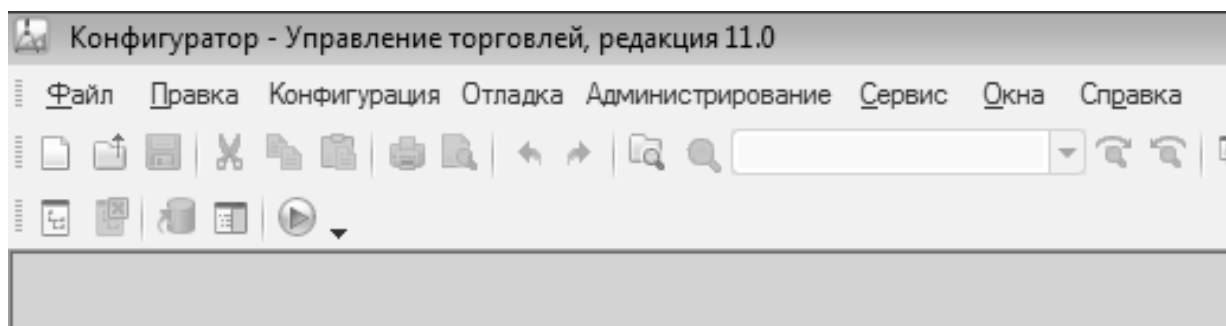 Конфигуратор - Управление торговлей, редакция 11.0
Файл Правка Конфигурация Отладка Администрирование Сервис Окна Справка